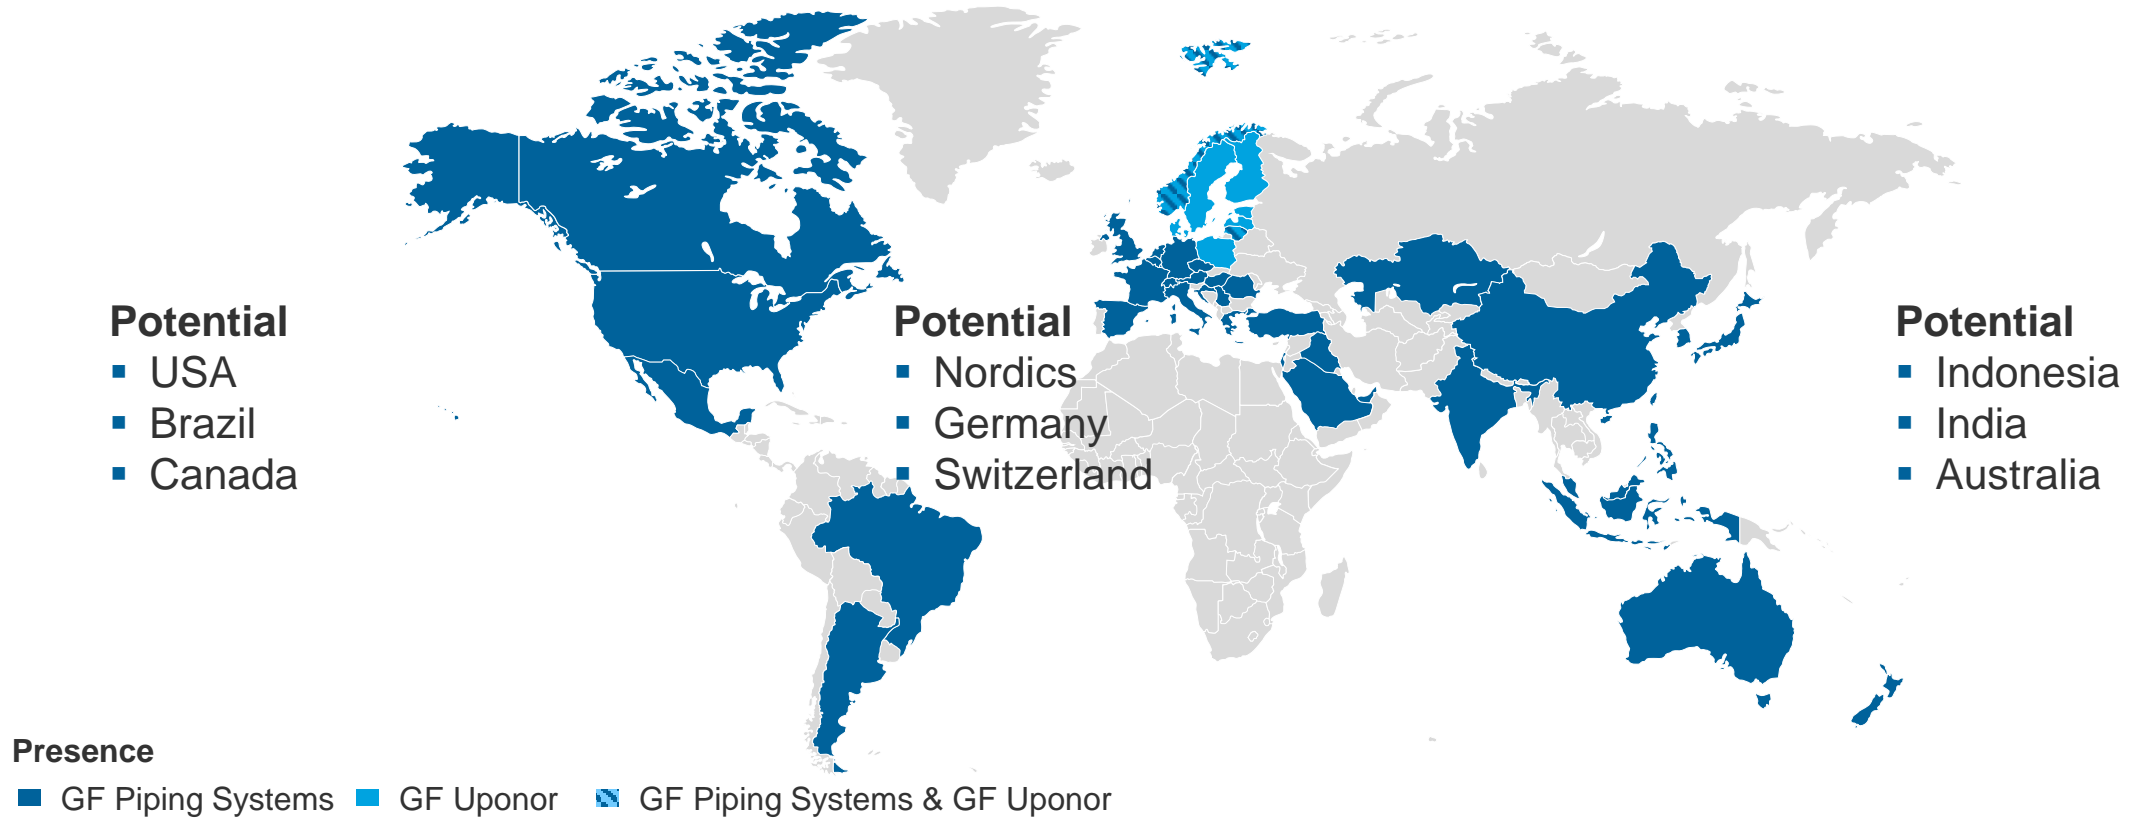 Potential
▪ USA
▪ Brazil
▪ Canada
Potential
▪ Nordics
▪ Germany
▪ Switzerland
Potential
▪ Indonesia
▪ India
▪ Australia
Presence
GF Piping Systems
GF Uponor
GF Piping Systems & GF Uponor